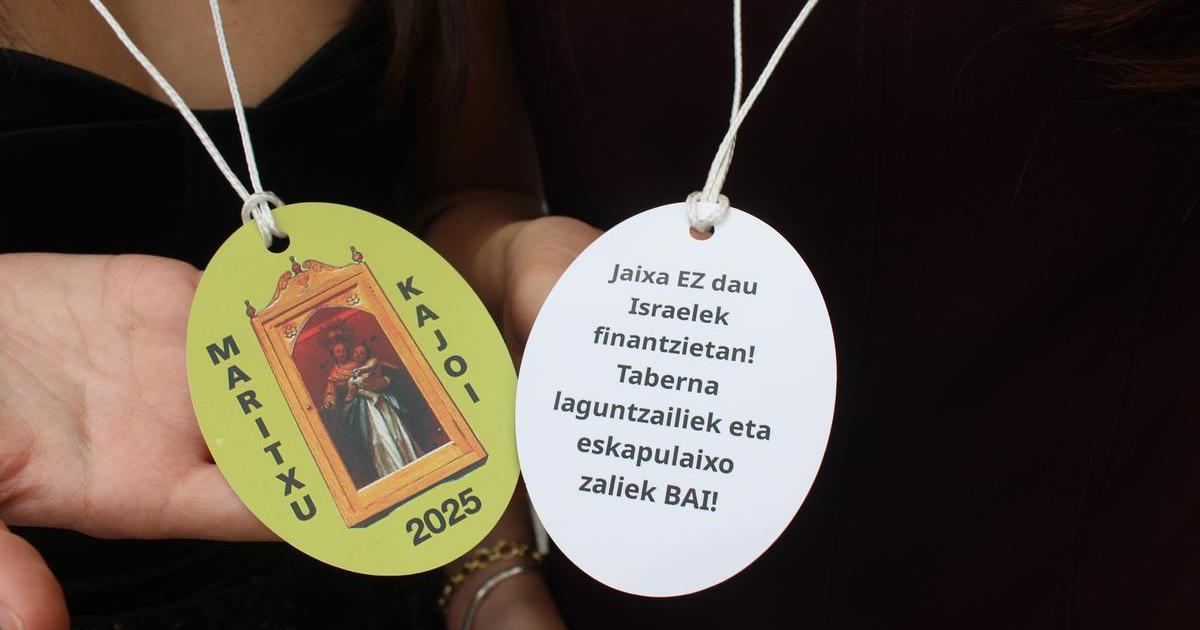 MARITXU
KAJOI
2025
Jaixa EZ dau
Israelek
finantzietan!
Taberna
laguntzailiek eta
eskapulaixo
zaliek BAI!